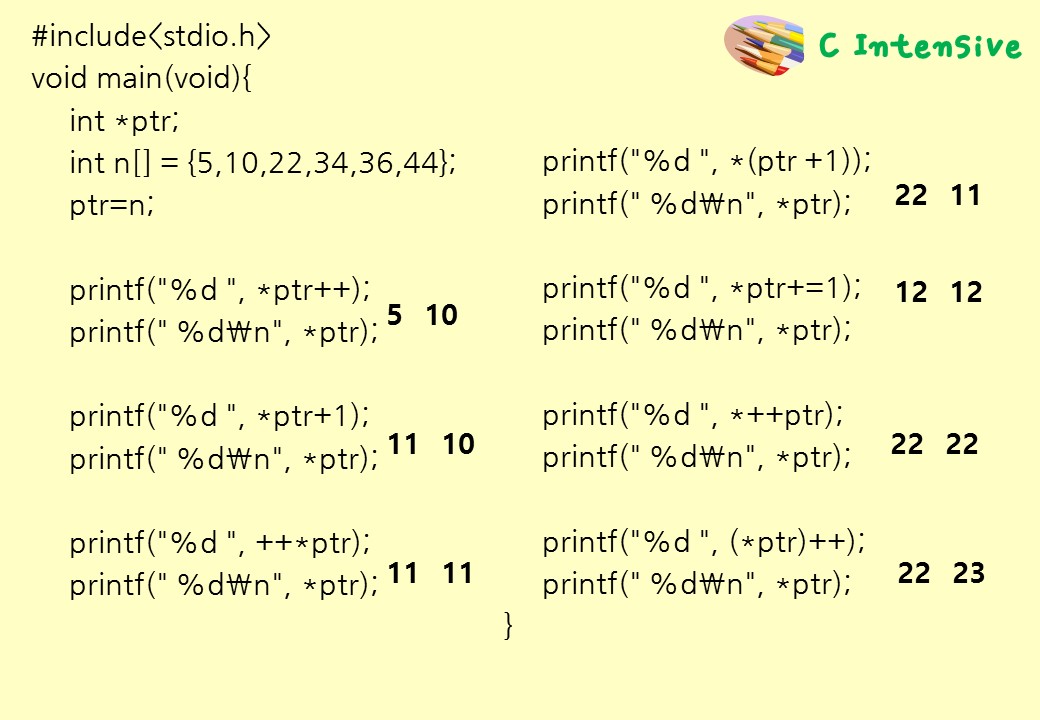 #include<stdio.h>
void main(void){
int *ptr;
int n[] = {5,10,22,34,36,44};
ptr=n;
printf("%d ", *ptr++);
printf(" %d₩n", *ptr);
5 10
printf("%d ", *ptr+1);
printf(" %d₩n", *ptr);
11 10
printf("%d ", ++*ptr);
printf(" %d₩n", *ptr);
11 11
C Intensive
printf("%d ", *(ptr +1));
printf(" %d₩n", *ptr);
22 11
printf("%d ", *ptr+=1);
printf(" %d₩n", *ptr);
12 12
printf("%d ", *++ptr);
printf(" %d₩n", *ptr);
22 22
printf("%d ", (*ptr)++);
printf(" %d₩n", *ptr);
22 23
}